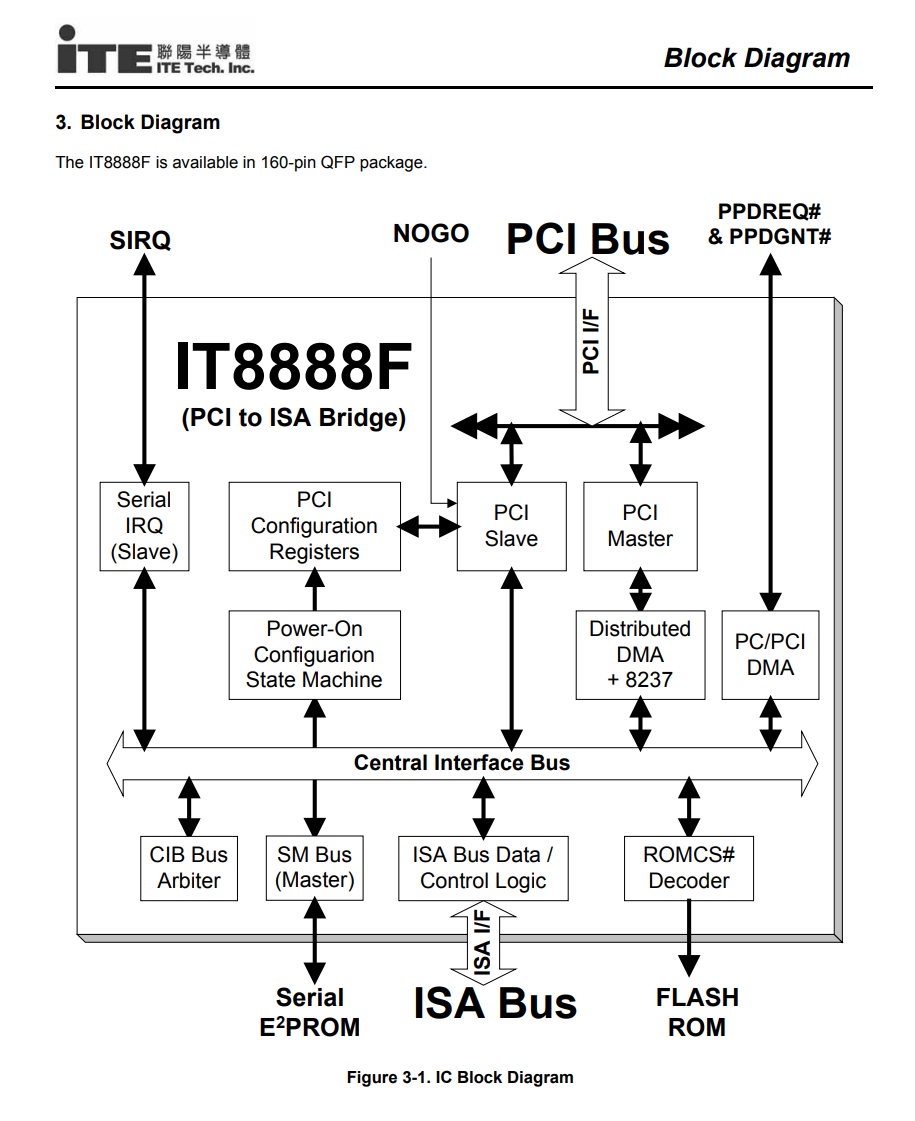 iTE 聯陽半導體
ITE Tech. Inc.
Block Diagram
3. Block Diagram
The IT8888F is available in 160-pin QFP package.
SIRQ
NOGO
PCI Bus
PPDREQ#
& PPDGNT#
PCI I/F
IT8888F
(PCI to ISA Bridge)
Serial
IRQ
(Slave)
PCI
Configuration
Registers
PCI
Slave
PCI
Master
Power-On
Configuarion
State Machine
Distributed
DMA
+ 8237
PC/PCI
DMA
Central Interface Bus
CIB Bus
Arbiter
SM Bus
(Master)
ISA Bus Data /
Control Logic
ROMCS#
Decoder
ISA I/F
Serial
E²PROM
ISA Bus
FLASH
ROM
Figure 3-1. IC Block Diagram